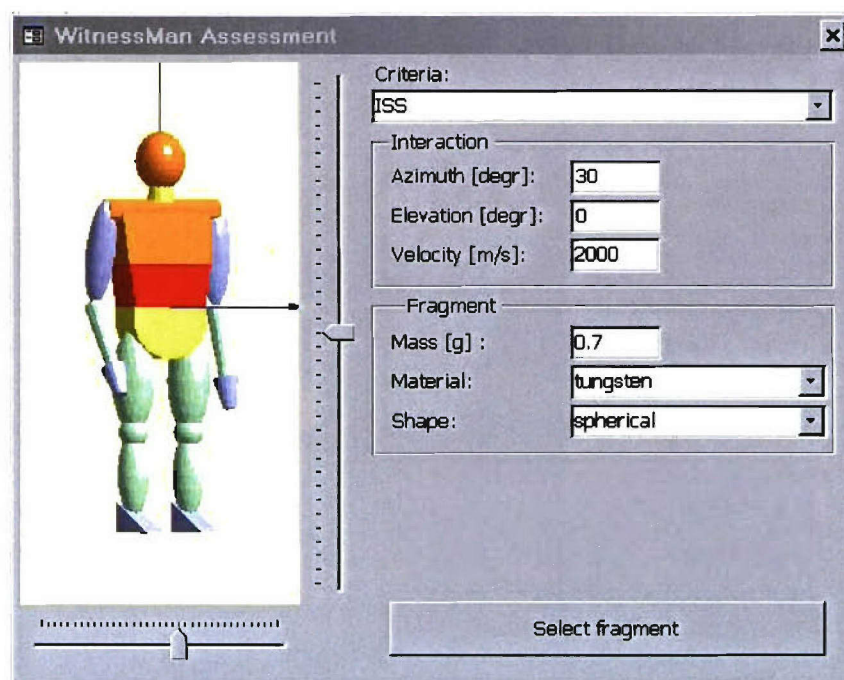 WitnessMan Assessment
Criteria:
ISS
Interaction
Azimuth [degr]: 30
Elevation [degr]: 0
Velocity [m/s]: 2000
Fragment
Mass [g] : 0.7
Material: tungsten
Shape: spherical
Select fragment